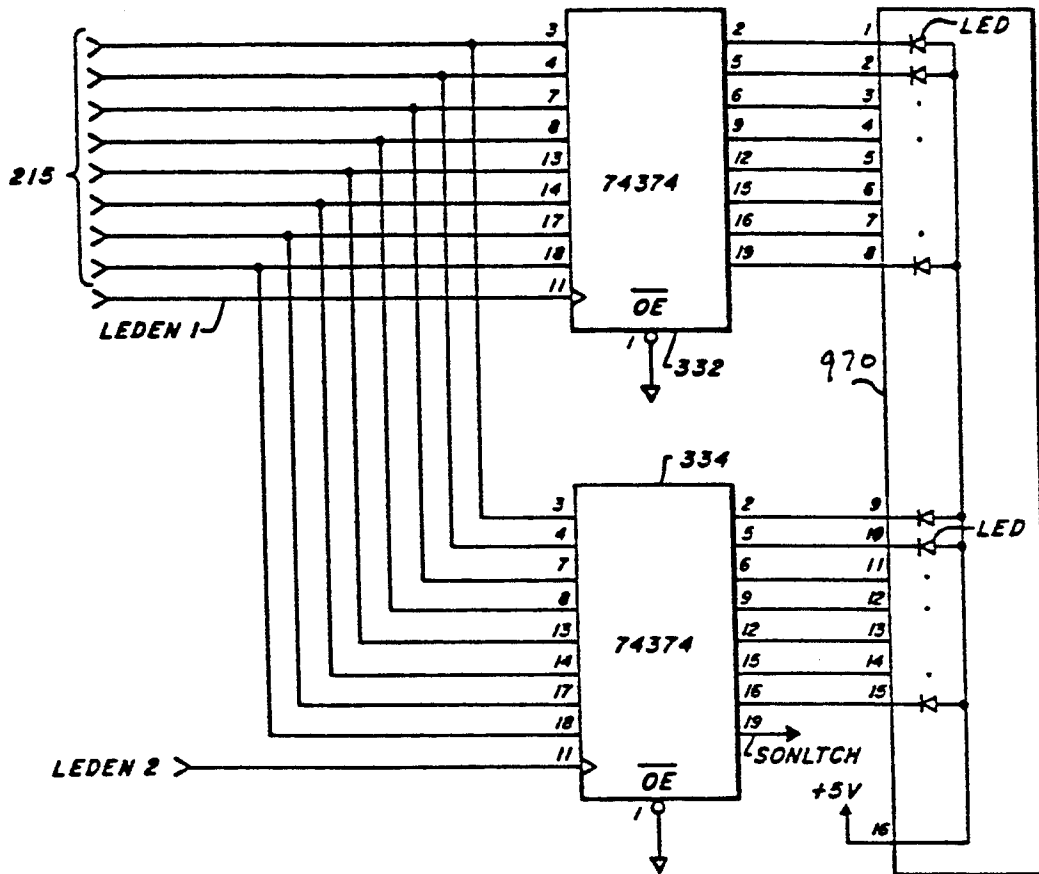 LED
3 2 1
4 5 2
7 6 3
8 9 4
13 12 5
215
74374
14 15 6
17 16 7
18 19 8
11
LEDEN 1
OE
1
332
970
334
3 2 9
4 5 10
LED
7 6 11
8 9 12
13 12 13
74374
14 15 14
17 16 15
18 19
SONLTCH
LEDEN 2
11
OE
+5V
1
16